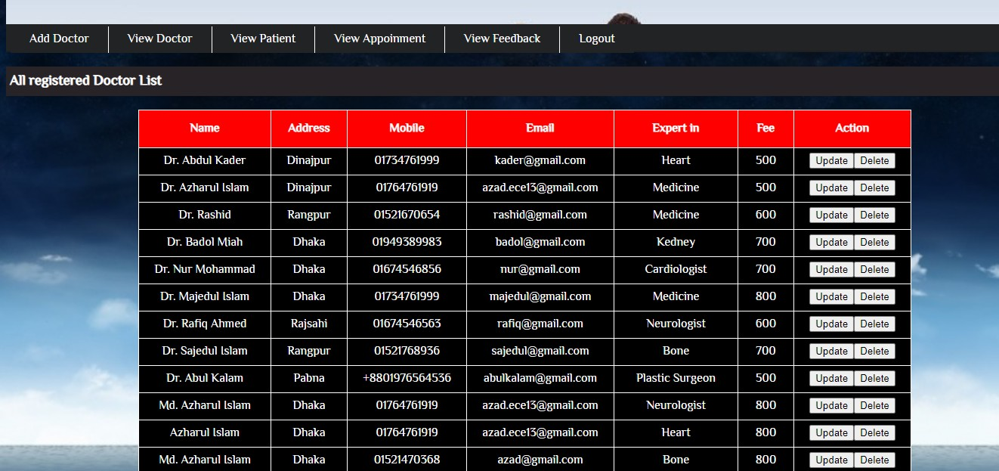 Add Doctor View Doctor View Patient View Appoinment View Feedback Logout
All registered Doctor List
Name Address Mobile Email Expert in Fee Action
Dr. Abdul Kader Dinajpur 01734761999 kader@gmail.com Heart 500 Update Delete
Dr. Azharul Islam Dinajpur 01764761919 azad.ece13@gmail.com Medicine 500 Update Delete
Dr. Rashid Rangpur 01521670654 rashid@gmail.com Medicine 600 Update Delete
Dr. Badol Miah Dhaka 01949389983 badol@gmail.com Kedney 700 Update Delete
Dr. Nur Mohammad Dhaka 01674546856 nur@gmail.com Cardiologist 700 Update Delete
Dr. Majedul Islam Dhaka 01734761999 majedul@gmail.com Medicine 800 Update Delete
Dr. Rafiq Ahmed Rajsahi 01674546563 rafiq@gmail.com Neurologist 600 Update Delete
Dr. Sajedul Islam Rangpur 01521768936 sajedul@gmail.com Bone 700 Update Delete
Dr. Abul Kalam Pabna +8801976564536 abulkalam@gmail.com Plastic Surgeon 500 Update Delete
Md. Azharul Islam Dhaka 01764761919 azad.ece13@gmail.com Neurologist 800 Update Delete
Azharul Islam Dhaka 01764761919 azad.ece13@gmail.com Heart 800 Update Delete
Md. Azharul Islam Dhaka 01521470368 azad@gmail.com Bone 800 Update Delete